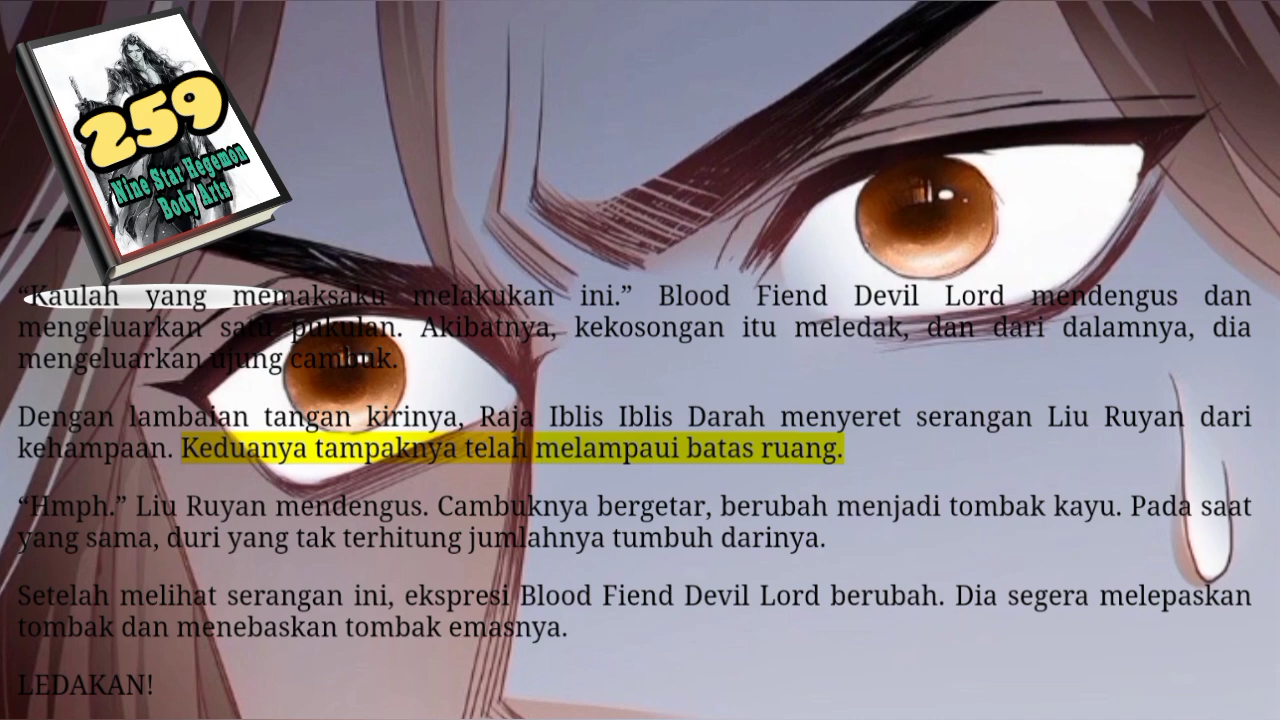 259
Nine Star Hegemon
Body Arts
“Kaulah yang memaksaku melakukan ini.” Blood Fiend Devil Lord mendengus dan
mengeluarkan satu pukulan. Akibatnya, kekosongan itu meledak, dan dari dalamnya, dia
mengeluarkan ujung cambuk.
Dengan lambaian tangan kirinya, Raja Iblis Iblis Darah menyeret serangan Liu Ruyan dari
kehampaan. Keduanya tampaknya telah melampaui batas ruang.
“Hmph.” Liu Ruyan mendengus. Cambuknya bergetar, berubah menjadi tombak kayu. Pada saat
yang sama, duri yang tak terhitung jumlahnya tumbuh darinya.
Setelah melihat serangan ini, ekspresi Blood Fiend Devil Lord berubah. Dia segera melepaskan
tombak dan menebaskan tombak emasnya.
LEDAKAN!